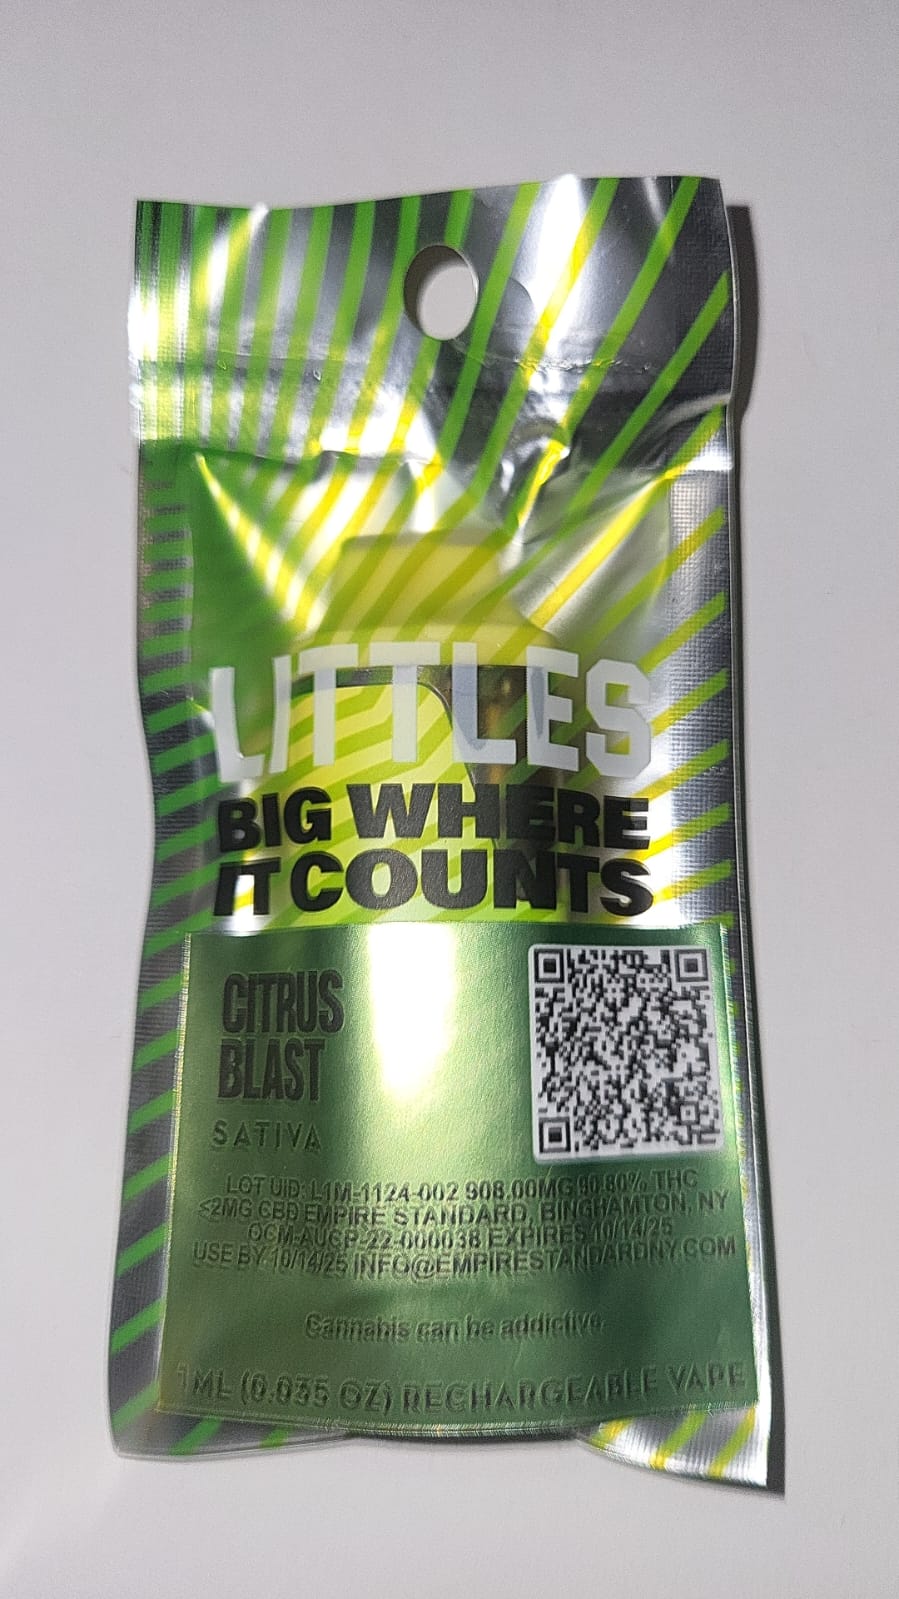 LITTLES
BIG WHERE
IT COUNTS
CITRUS
BLAST
SATIVA
LOT UID: L1M-1124-002 908.00MG 90.80% THC
<2MG CBD EMPIRE STANDARD, BINGHAMTON, NY
OCM-AUCP-22-000038 EXPIRES 10/14/25
USE BY 10/14/25 INFO@EMPIRESTANDARDNY.COM
Cannabis can be addictive.
1ML (0.035 OZ) RECHARGEABLE VAPE